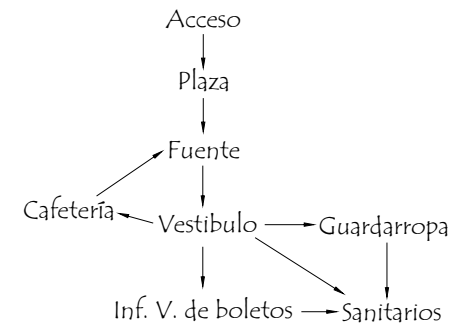 Acceso
Plaza
Fuente
Cafetería
Vestibulo
Guardarropa
Inf. V. de boletos
Sanitarios